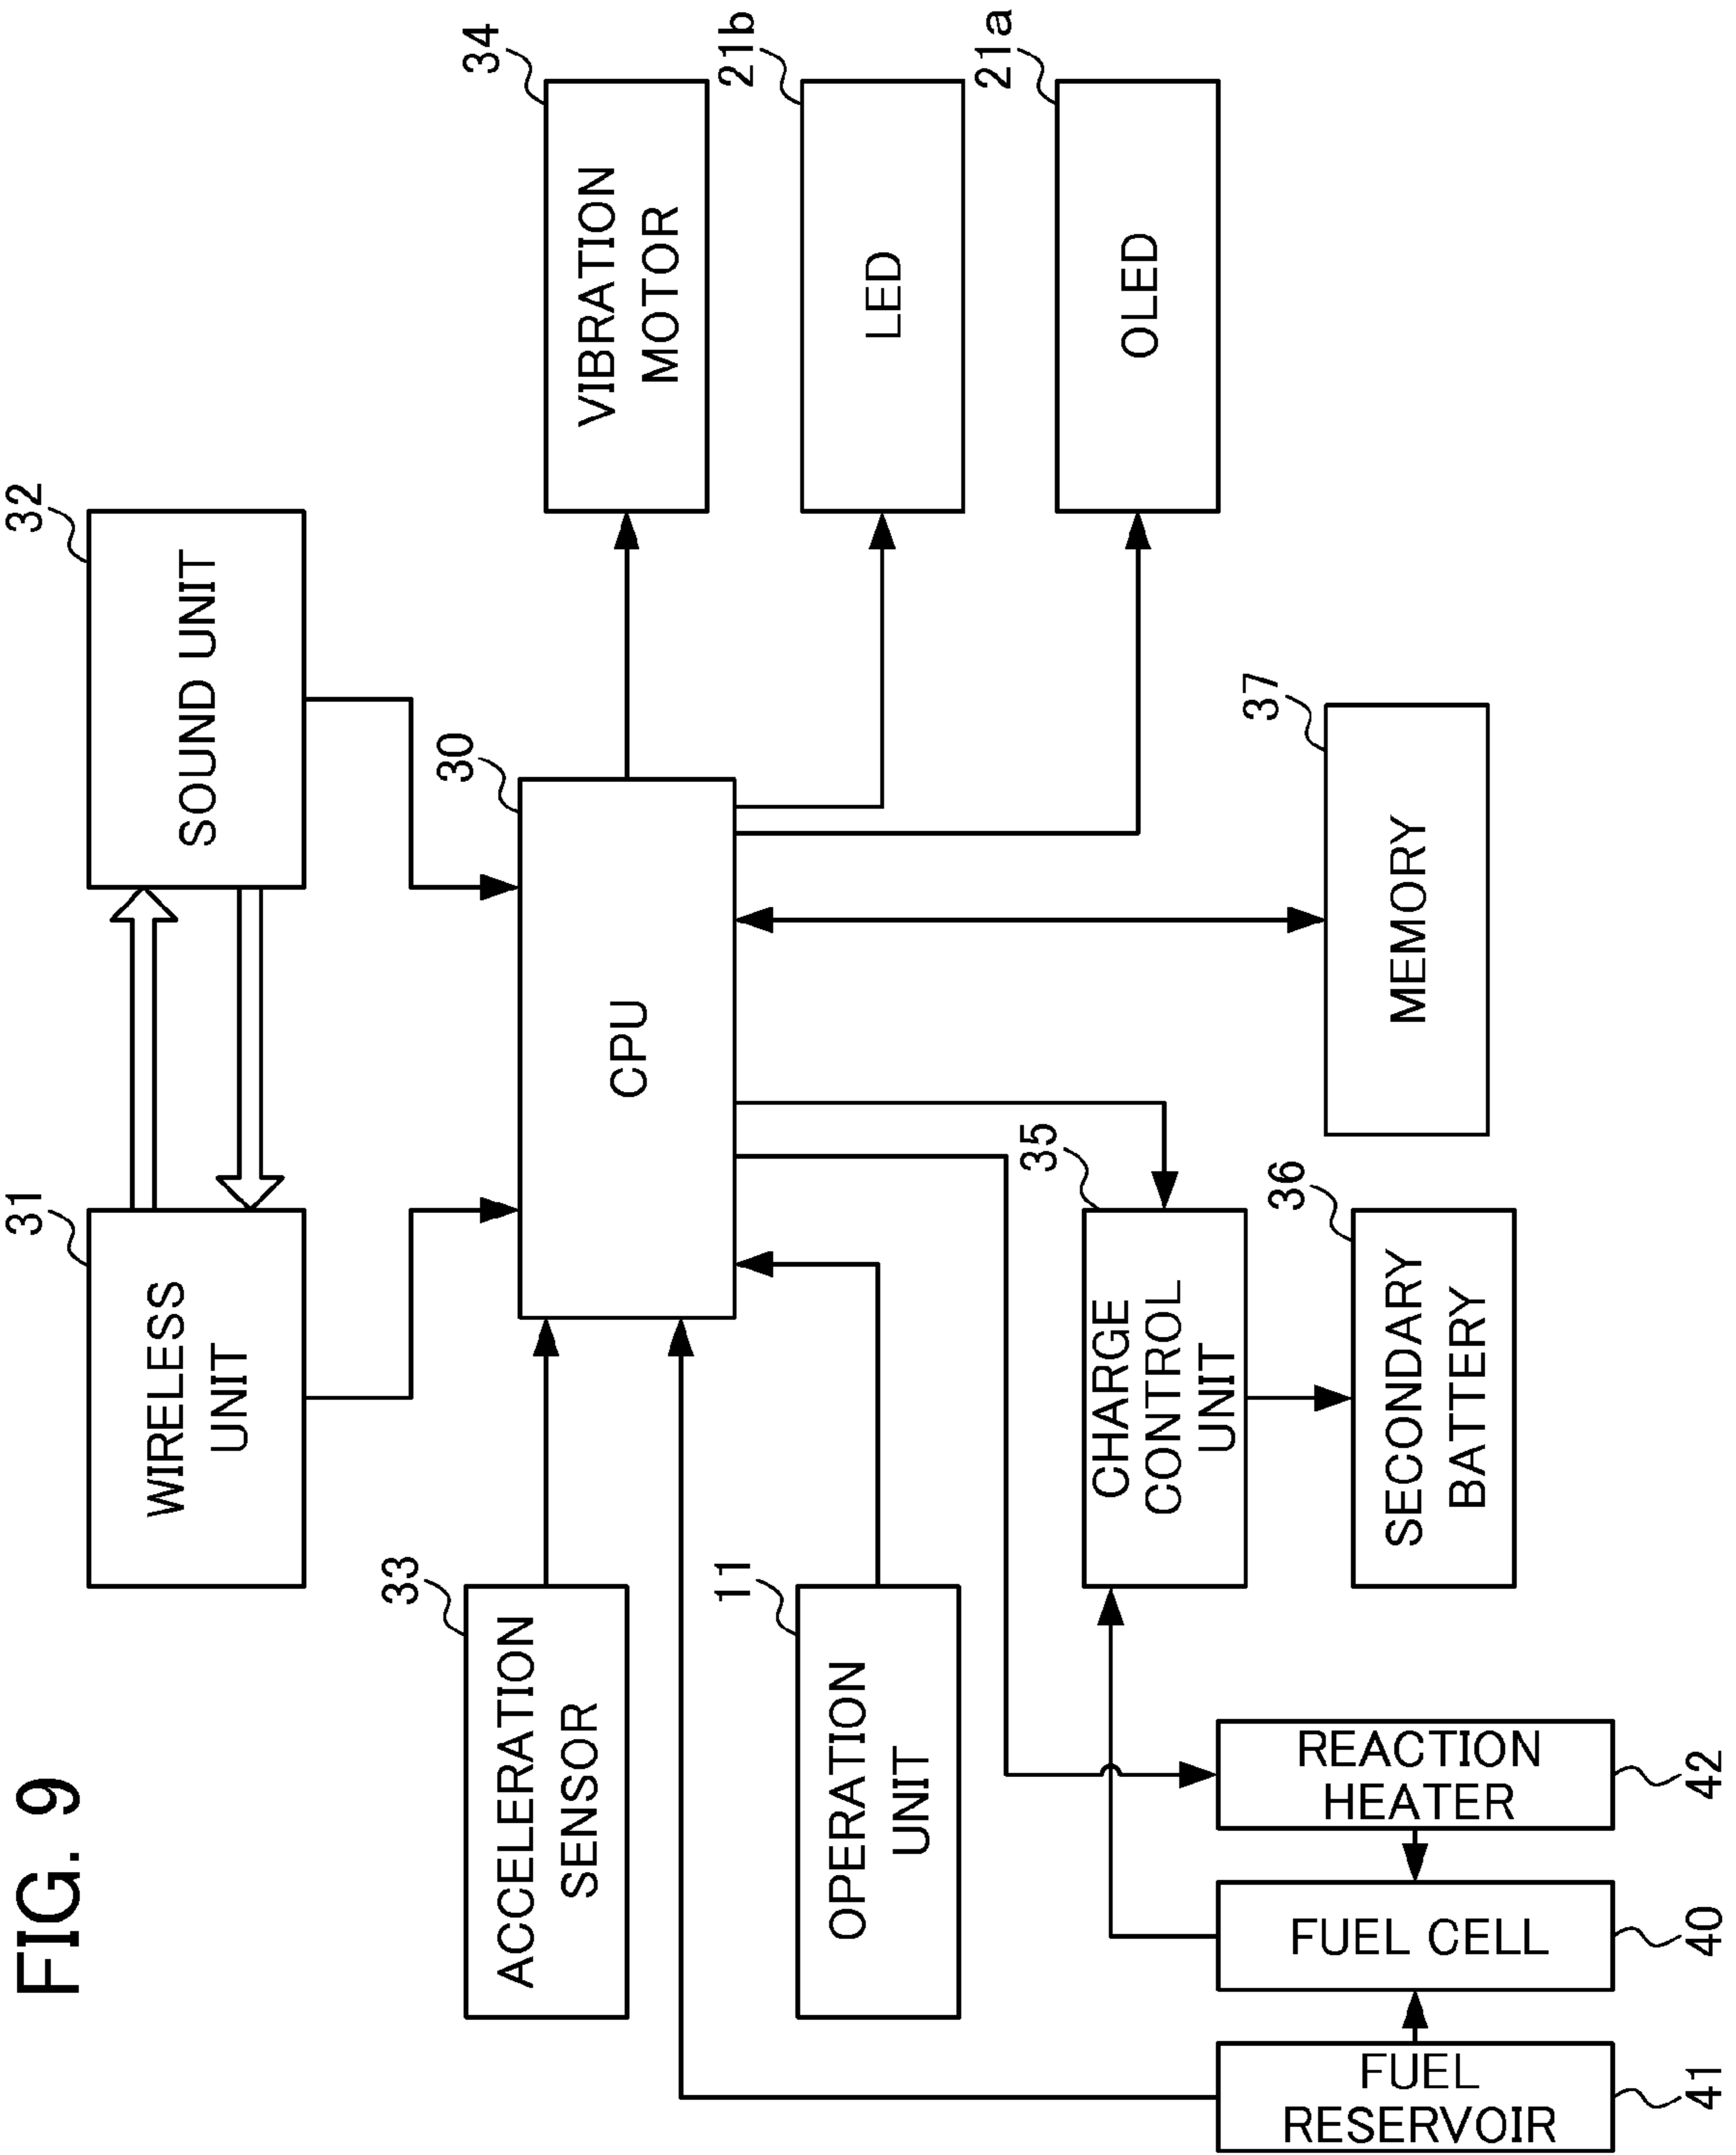 FIG. 9
31
WIRELESS
UNIT
32
SOUND UNIT
33
ACCELERATION
SENSOR
30
CPU
34
VIBRATION
MOTOR
11
OPERATION
UNIT
21b
LED
21a
OLED
35
CHARGE
CONTROL
UNIT
37
MEMORY
36
SECONDARY
BATTERY
FUEL
RESERVOIR
41
FUEL CELL
40
REACTION
HEATER
42